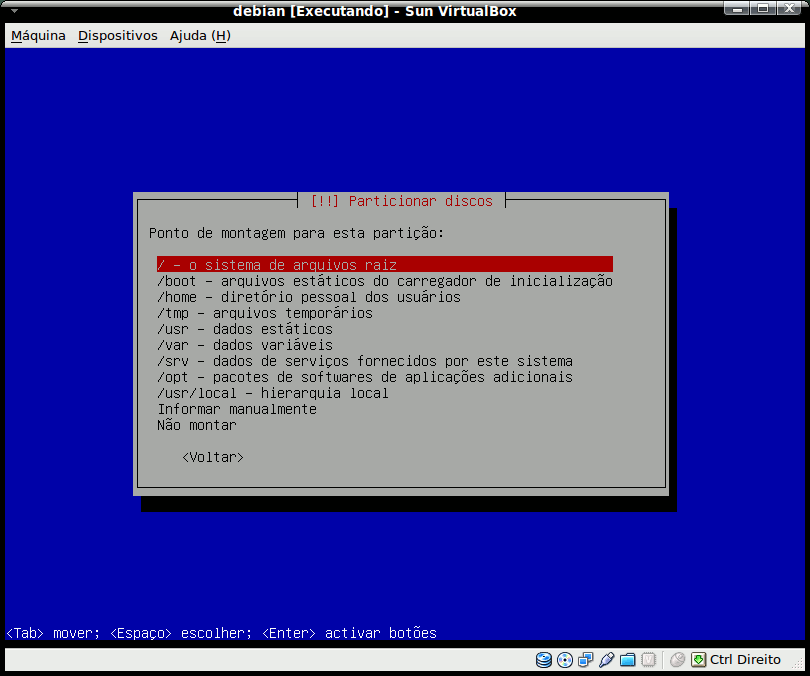 debian [Executando] - Sun VirtualBox
Máquina Dispositivos Ajuda (H)
[!!] Particionar discos
Ponto de montagem para esta partição:
/ - o sistema de arquivos raiz
/boot - arquivos estáticos do carregador de inicialização
/home - diretório pessoal dos usuários
/tmp - arquivos temporários
/usr - dados estáticos
/var - dados variáveis
/srv - dados de serviços fornecidos por este sistema
/opt - pacotes de softwares de aplicações adicionais
/usr/local - hierarquia local
Informar manualmente
Não montar
<Voltar>
<Tab> mover; <Espaço> escolher; <Enter> activar botões
Ctrl Direito